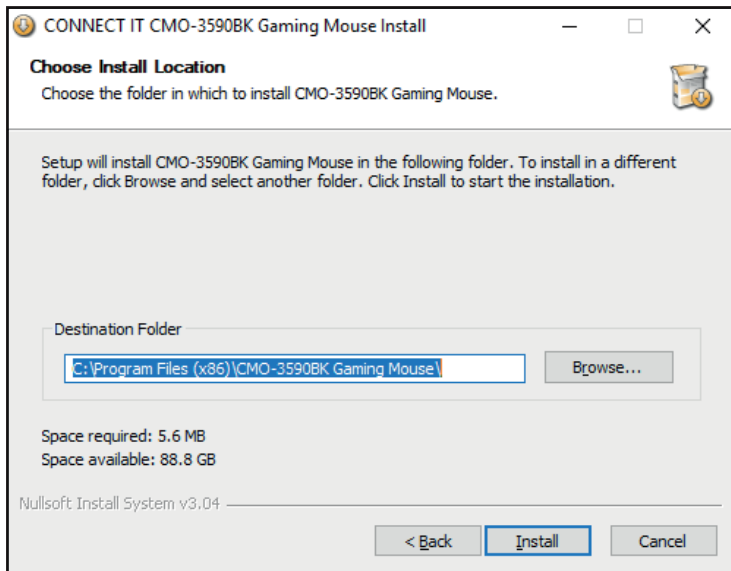 CONNECT IT CMO-3590BK Gaming Mouse Install
Choose Install Location
Choose the folder in which to install CMO-3590BK Gaming Mouse.
Setup will install CMO-3590BK Gaming Mouse in the following folder. To install in a different
folder, click Browse and select another folder. Click Install to start the installation.
Destination Folder
C:\Program Files (x86)\CMO-3590BK Gaming Mouse\
Browse...
Space required: 5.6 MB
Space available: 88.8 GB
Nullsoft Install System v3.04
< Back
Install
Cancel